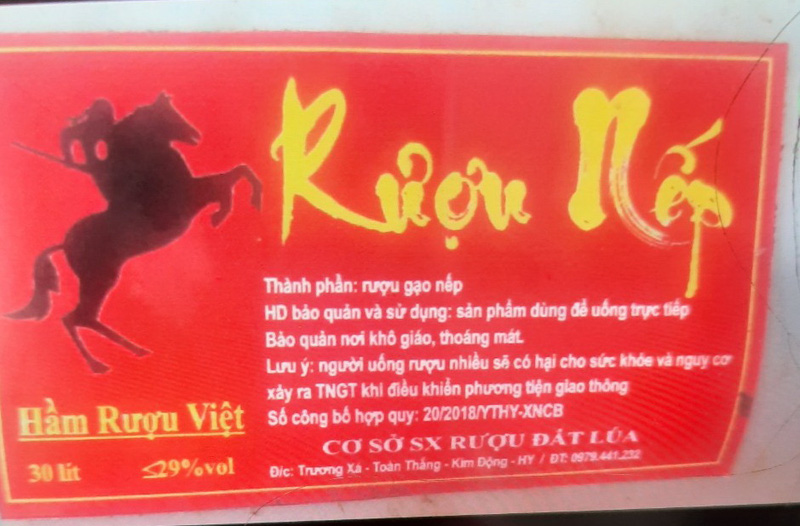 Rượu Nếp
Thành phần: rượu gạo nếp
HD bảo quản và sử dụng: sản phẩm dùng để uống trực tiếp
Bảo quản nơi khô giáo, thoáng mát.
Lưu ý: người uống rượu nhiều sẽ có hại cho sức khỏe và nguy cơ
xảy ra TNGT khi điều khiển phương tiện giao thông
Số công bố hợp quy: 20/2018/YTHY-XNCB
Hầm Rượu Việt
30 lít ≤29%vol
CƠ SỞ SX RƯỢU ĐẤT LÚA
Đ/c: Trương Xá - Toàn Thắng - Kim Động - HY / ĐT: 0979.441.232